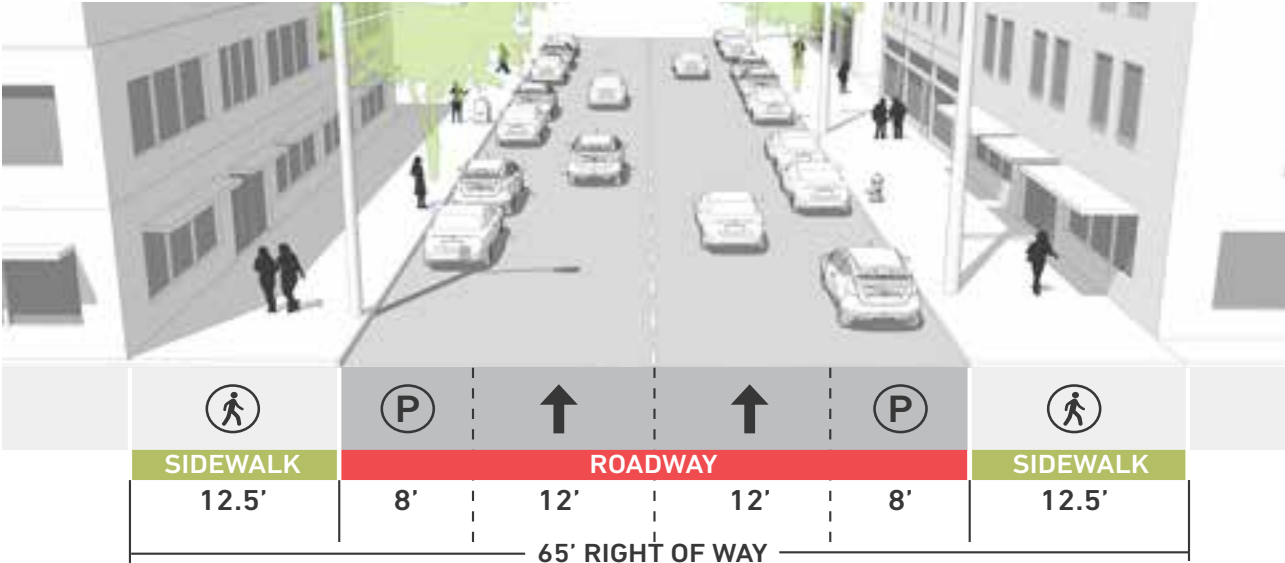 P P
SIDEWALK ROADWAY SIDEWALK
12.5’ 8’ 12’ 12’ 8’ 12.5’
65’ RIGHT OF WAY